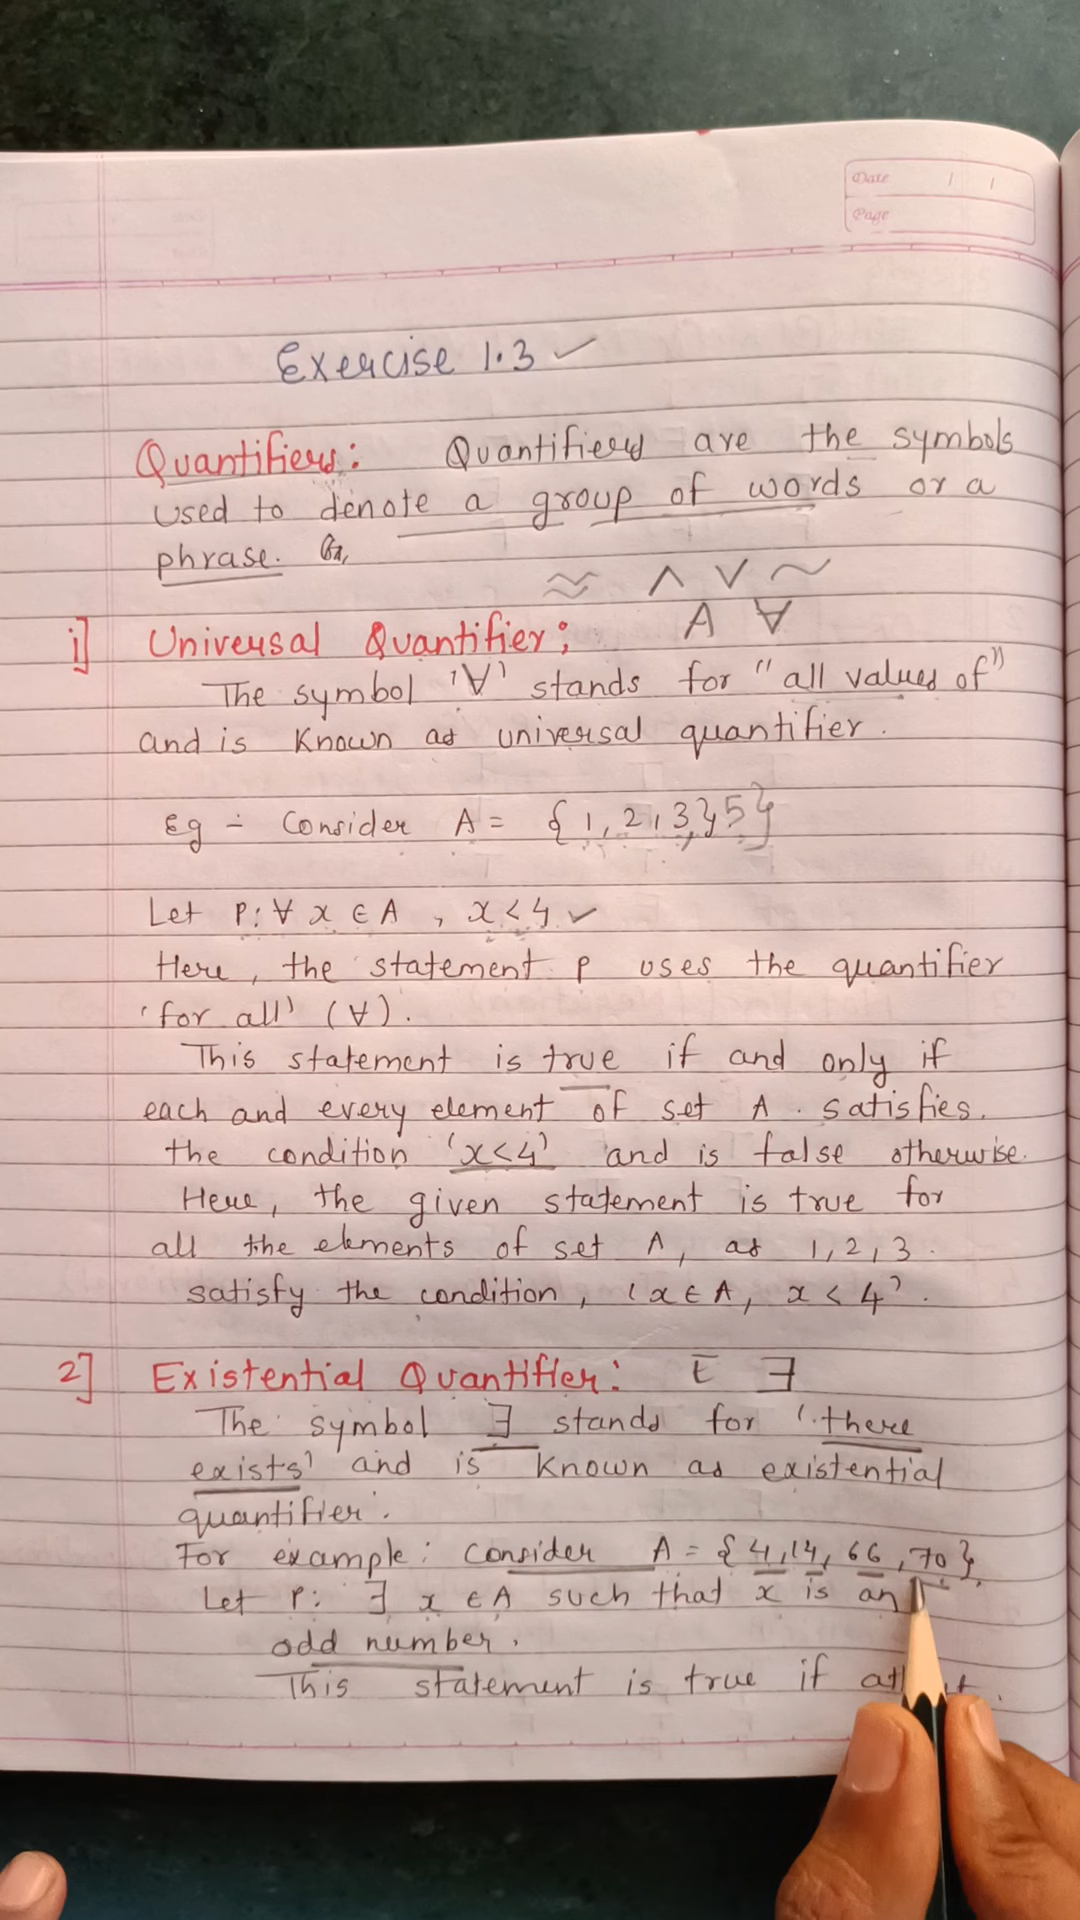 Date / /
Page
Exercise 1.3 ✓
Quantifiers: Quantifiers are the symbols
used to denote a group of words or a
phrase.
≈ ∧ ∨ ~
A ∀
1] Universal Quantifier:
The symbol '∀' stands for "all values of"
and is known as universal quantifier.
Eg - Consider A = {1, 2, 3}, 5}
Let P: ∀ x ∈ A, x < 4 ✓
Here, the statement p uses the quantifier
'for all' (∀).
This statement is true if and only if
each and every element of set A satisfies.
the condition 'x<4' and is false otherwise.
Here, the given statement is true for
all the elements of set A, as 1, 2, 3.
satisfy the condition, 'x ∈ A, x < 4'.
2] Existential Quantifier: E ∃
The symbol ∃ stands for 'there
exists' and is known as existential
quantifier.
For example: Consider A = {4, 14, 66, 70}.
Let P: ∃ x ∈ A such that x is an
odd number.
This statement is true if